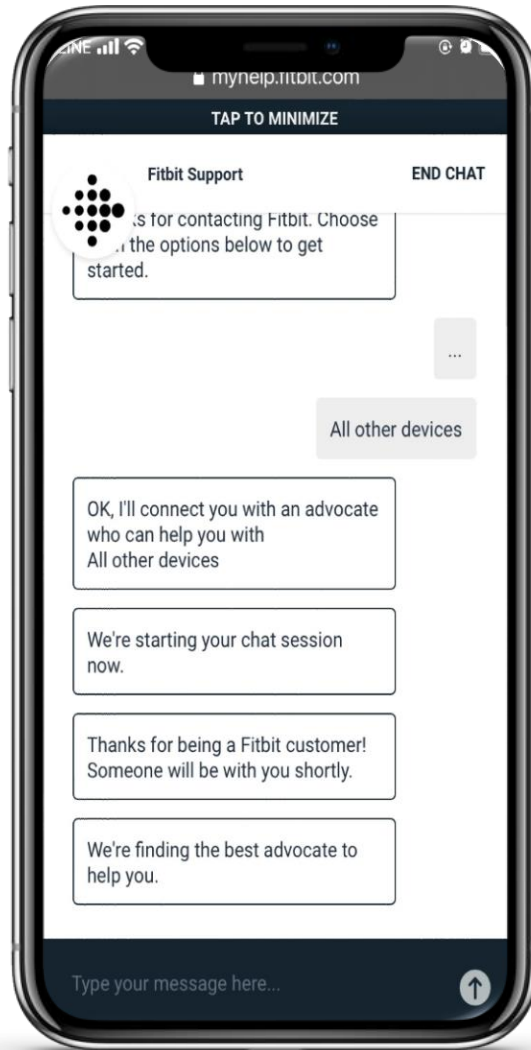 myhelp.fitbit.com
TAP TO MINIMIZE
Fitbit Support
END CHAT
for contacting Fitbit. Choose
the options below to get
started.
...
All other devices
OK, I'll connect you with an advocate
who can help you with
All other devices
We're starting your chat session
now.
Thanks for being a Fitbit customer!
Someone will be with you shortly.
We're finding the best advocate to
help you.
Type your message here...